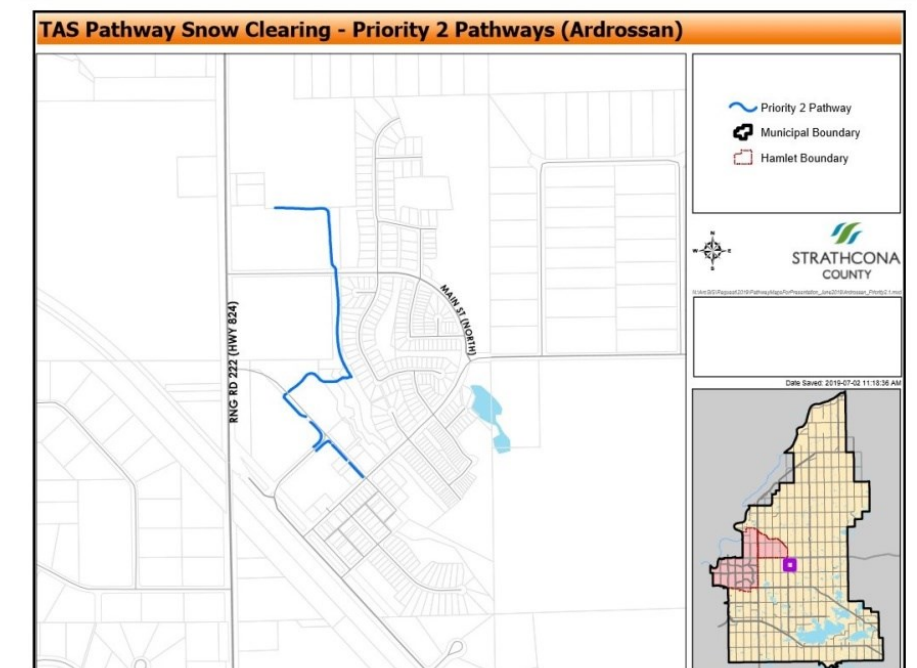 TAS Pathway Snow Clearing - Priority 2 Pathways (Ardrossan)
Priority 2 Pathway
Municipal Boundary
Hamlet Boundary
N
W
E
S
STRATHCONA
COUNTY
Date Saved: 2019-07-02 11:18:36 AM
MAIN ST (NORTH)
RNG RD 222 (HWY 824)